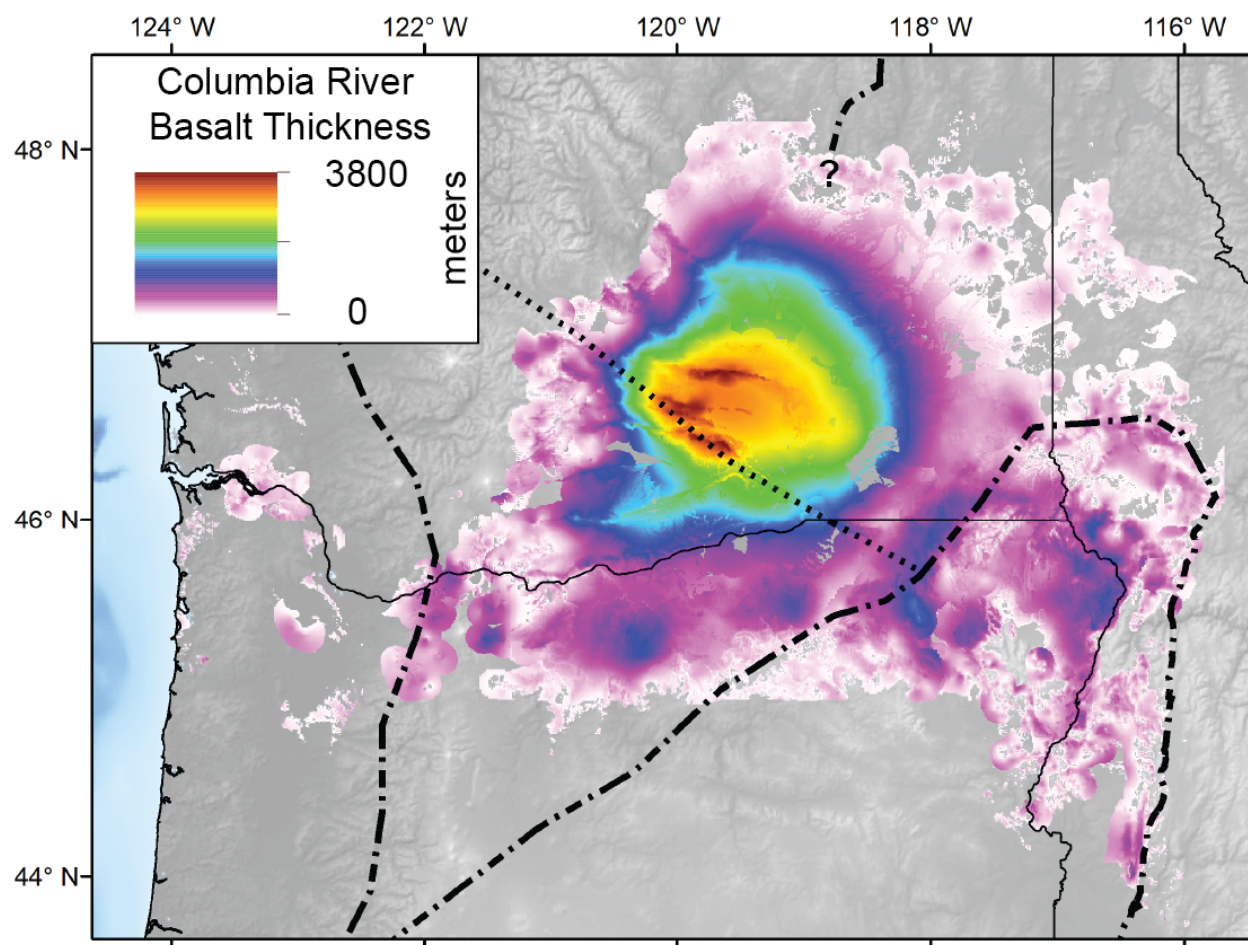 124° W 122° W 120° W 118° W 116° W
Columbia River
Basalt Thickness
3800
meters
0
48° N
?
46° N
44° N